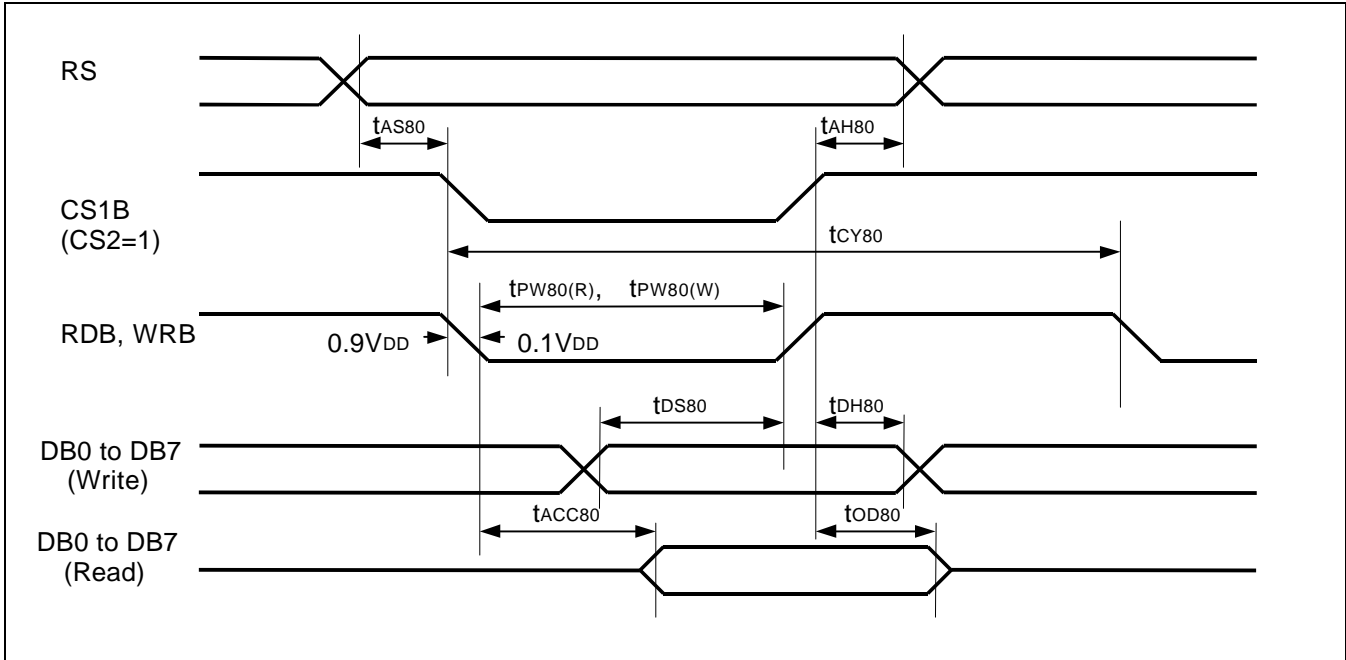 RS
tAS80
tAH80
CS1B
(CS2=1)
tCY80
tPW80(R), tPW80(W)
RDB, WRB
0.9VDD
0.1VDD
tDS80
tDH80
DB0 to DB7
(Write)
tACC80
tOD80
DB0 to DB7
(Read)